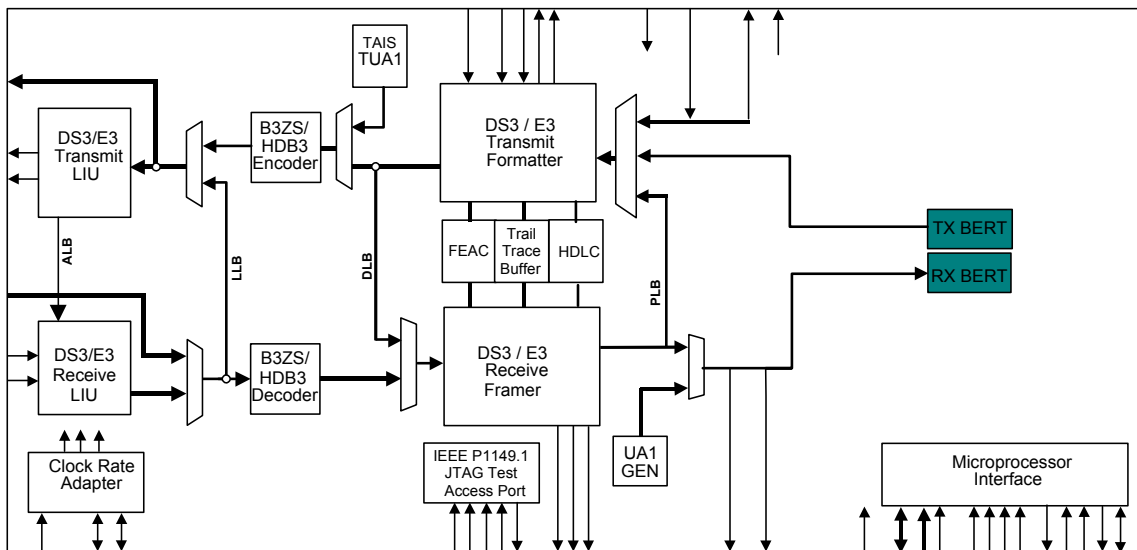 TAIS
TUA1
DS3/E3
Transmit
LIU
B3ZS/
HDB3
Encoder
DS3 / E3
Transmit
Formatter
FEAC
Trail
Trace
Buffer
HDLC
TX BERT
RX BERT
ALB
LLB
DLB
PLB
DS3/E3
Receive
LIU
B3ZS/
HDB3
Decoder
DS3 / E3
Receive
Framer
UA1
GEN
Clock Rate
Adapter
IEEE P1149.1
JTAG Test
Access Port
Microprocessor
Interface